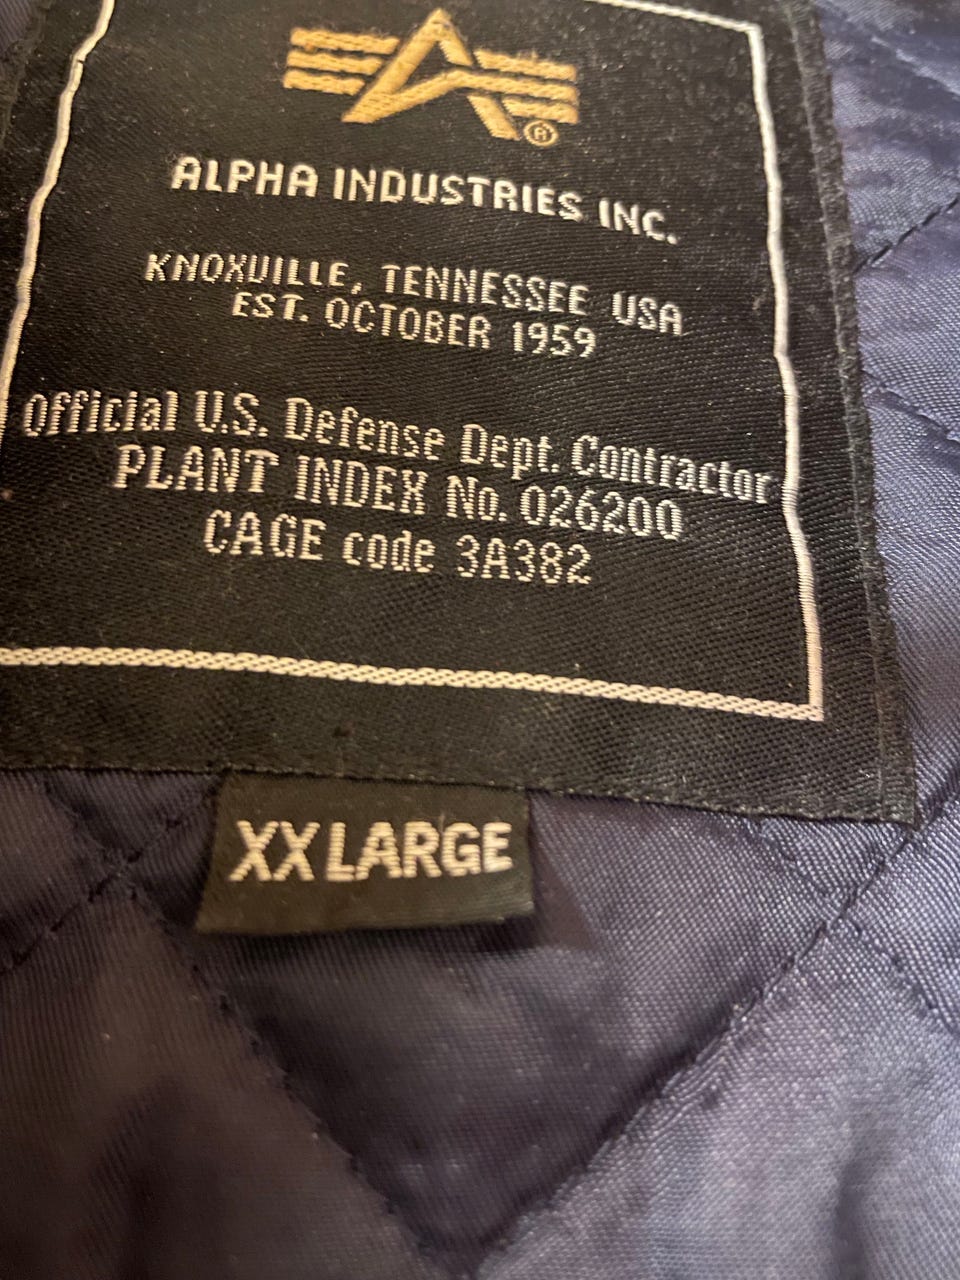 ALPHA INDUSTRIES INC.
KNOXVILLE, TENNESSEE USA
EST. OCTOBER 1959
Official U.S. Defense Dept. Contractor
PLANT INDEX No. 026200
CAGE code 3A382
XX LARGE